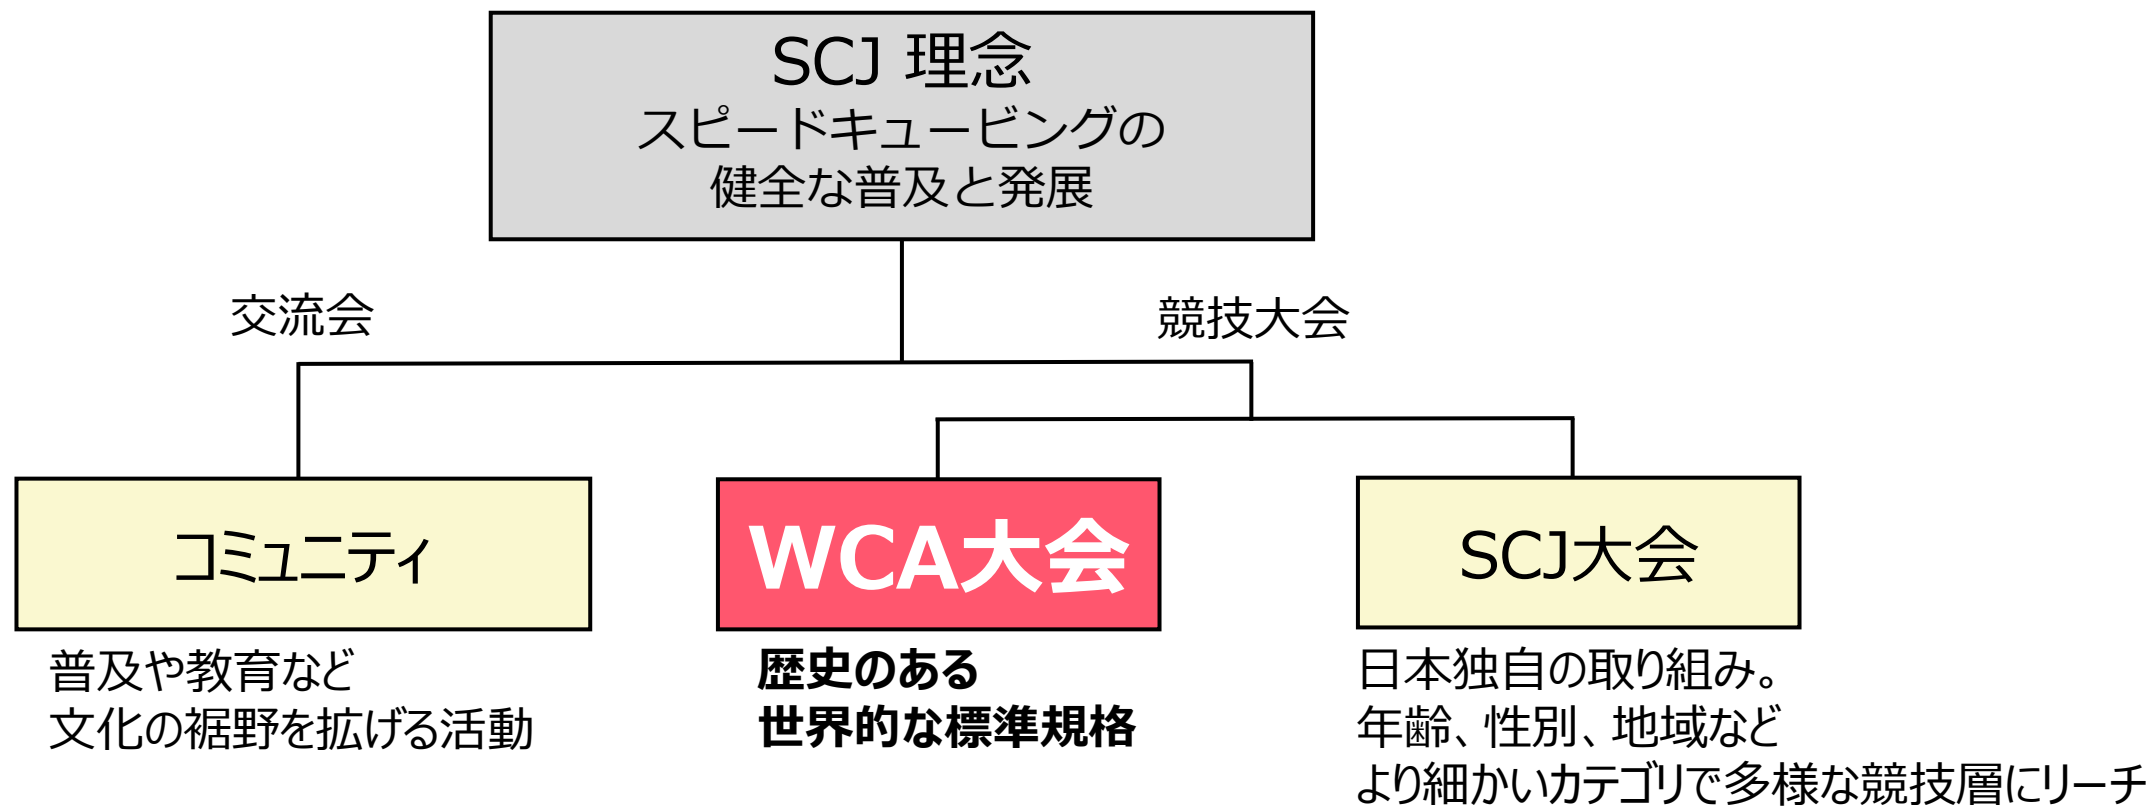 SCJ 理念
スピードキュービングの
健全な普及と発展
交流会
競技大会
コミュニティ
WCA大会
SCJ大会
普及や教育など
文化の裾野を拡げる活動
歴史のある
世界的な標準規格
日本独自の取り組み。
年齢、性別、地域など
より細かいカテゴリで多様な競技層にリーチ